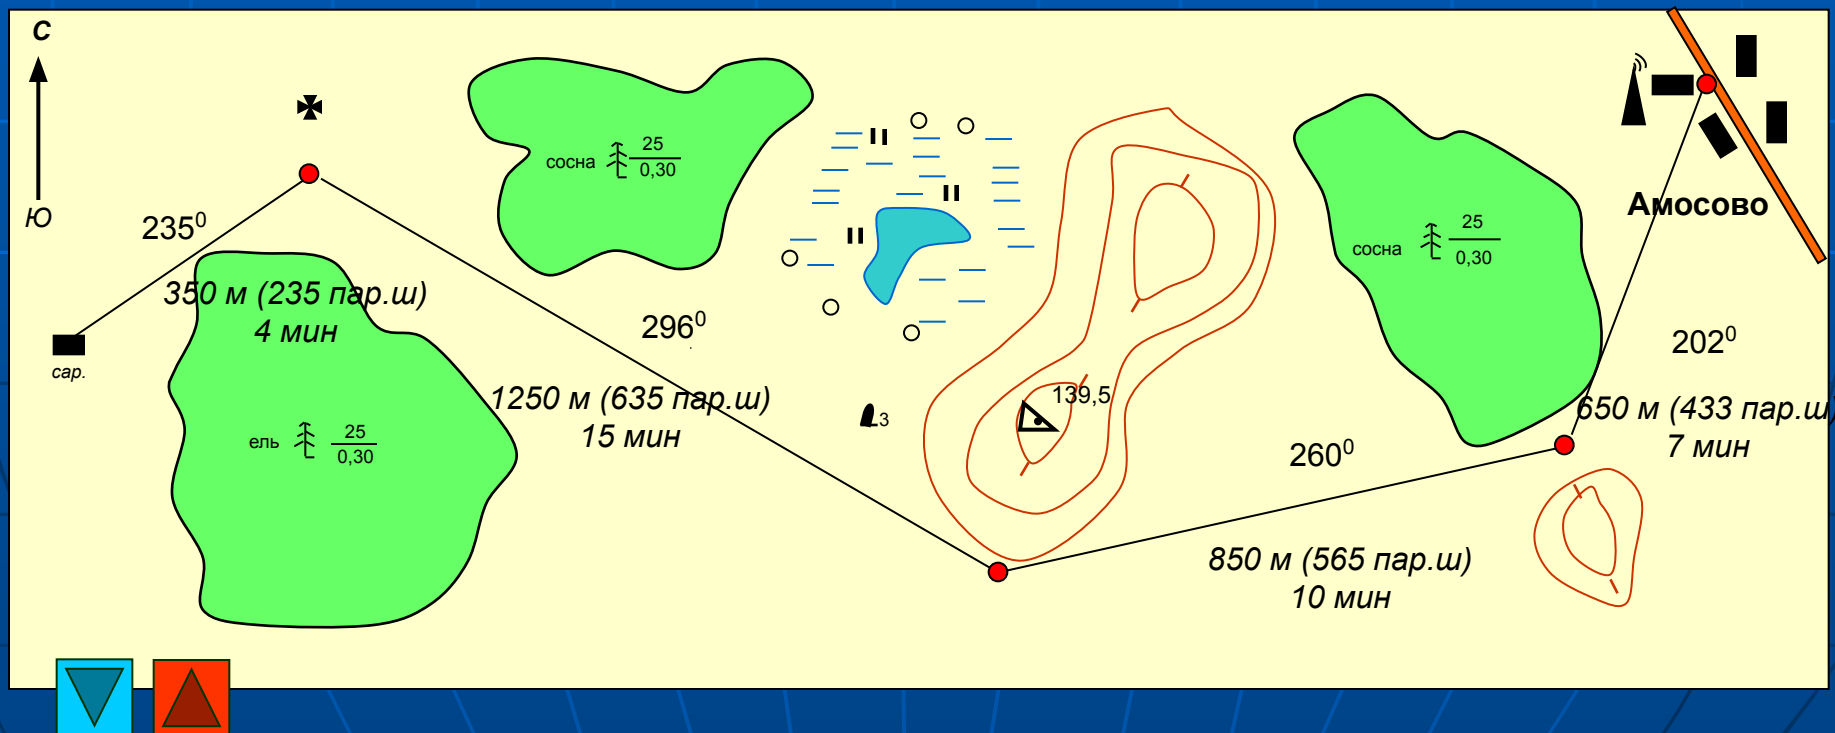 С
Ю
235⁰
350 м (235 пар.ш)
4 мин
сар.
ель
25
0,30
сосна
25
0,30
296⁰
1250 м (635 пар.ш)
15 мин
3
139,5
260⁰
850 м (565 пар.ш)
10 мин
сосна
25
0,30
Амосово
202⁰
650 м (433 пар.ш)
7 мин